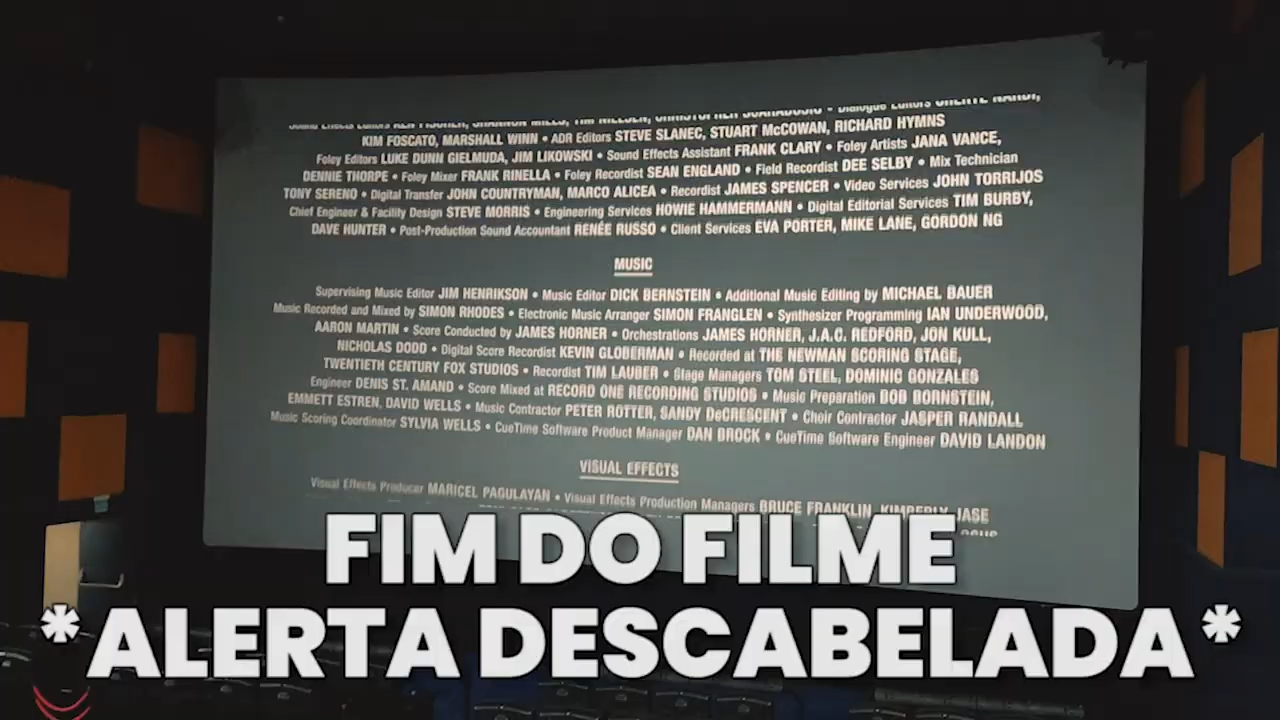 KIM FOSCATO, MARSHALL WINN • ADR Editors STEVE SLANEC, STUART McCOWAN, RICHARD HYMNS
Foley Editors LUKE DUNN GIELMUDA, JIM LIKOWSKI • Sound Effects Assistant FRANK CLARY • Foley Artists JANA VANCE,
DENNIE THORPE • Foley Mixer FRANK RINELLA • Foley Recordist SEAN ENGLAND • Field Recordist DEE SELBY • Mix Technician
TONY SERENO • Digital Transfer JOHN COUNTRYMAN, MARCO ALICEA • Recordist JAMES SPENCER • Video Services JOHN TORRIJOS
Chief Engineer & Facility Design STEVE MORRIS • Engineering Services HOWIE HAMMERMANN • Digital Editorial Services TIM BURBY,
DAVE HUNTER • Post-Production Sound Accountant RENÉE RUSSO • Client Services EVA PORTER, MIKE LANE, GORDON NG
MUSIC
Supervising Music Editor JIM HENRIKSON • Music Editor DICK BERNSTEIN • Additional Music Editing by MICHAEL BAUER
Music Recorded and Mixed by SIMON RHODES • Electronic Music Arranger SIMON FRANGLEN • Synthesizer Programming IAN UNDERWOOD,
AARON MARTIN • Score Conducted by JAMES HORNER • Orchestrations JAMES HORNER, J.A.C. REDFORD, JON KULL,
NICHOLAS DODD • Digital Score Recordist KEVIN GLOBERMAN • Recorded at THE NEWMAN SCORING STAGE,
TWENTIETH CENTURY FOX STUDIOS • Recordist TIM LAUBER • Stage Managers TOM STEEL, DOMINIC GONZALES
Engineer DENIS ST. AMAND • Score Mixed at RECORD ONE RECORDING STUDIOS • Music Preparation BOB BORNSTEIN,
EMMETT ESTREN, DAVID WELLS • Music Contractor PETER ROTTER, SANDY DeCRESCENT • Choir Contractor JASPER RANDALL
Music Scoring Coordinator SYLVIA WELLS • CueTime Software Product Manager DAN BROCK • CueTime Software Engineer DAVID LANDON
VISUAL EFFECTS
Visual Effects Producer MARICEL PAGULAYAN • Visual Effects Production Managers BRUCE FRANKLIN, KIMBERLY JASE
FIM DO FILME
*ALERTA DESCABELADA*